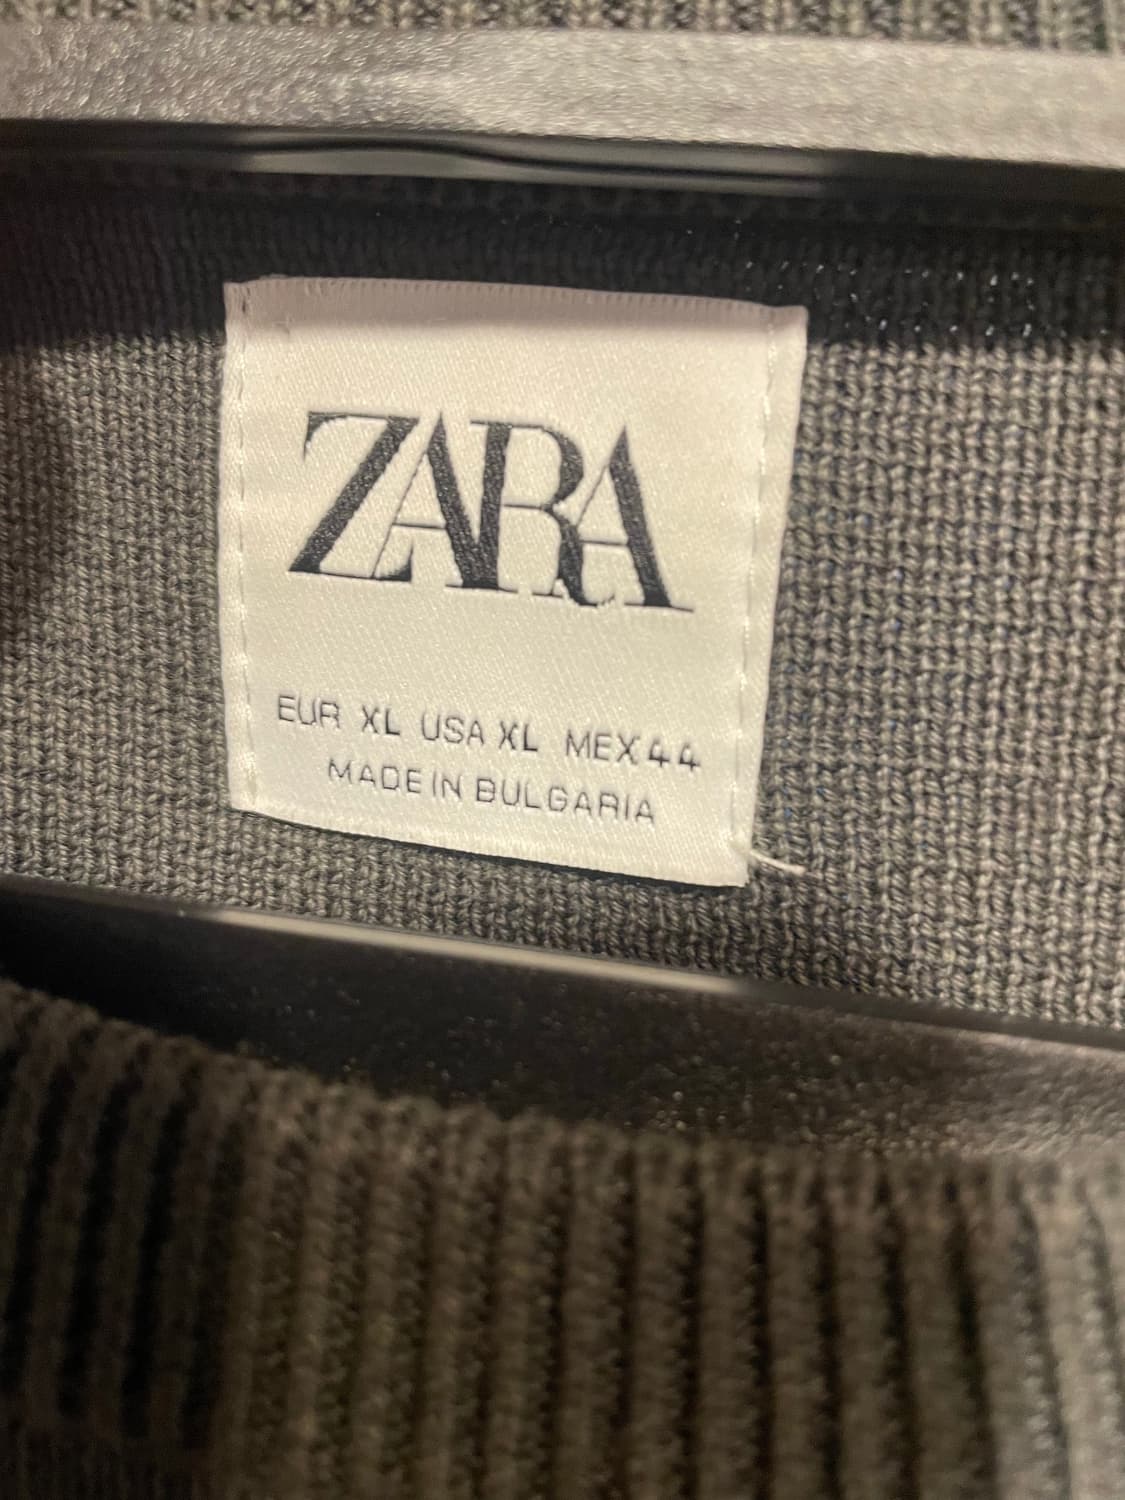 ZARA
EUR XL USA XL MEX 44
MADE IN BULGARIA